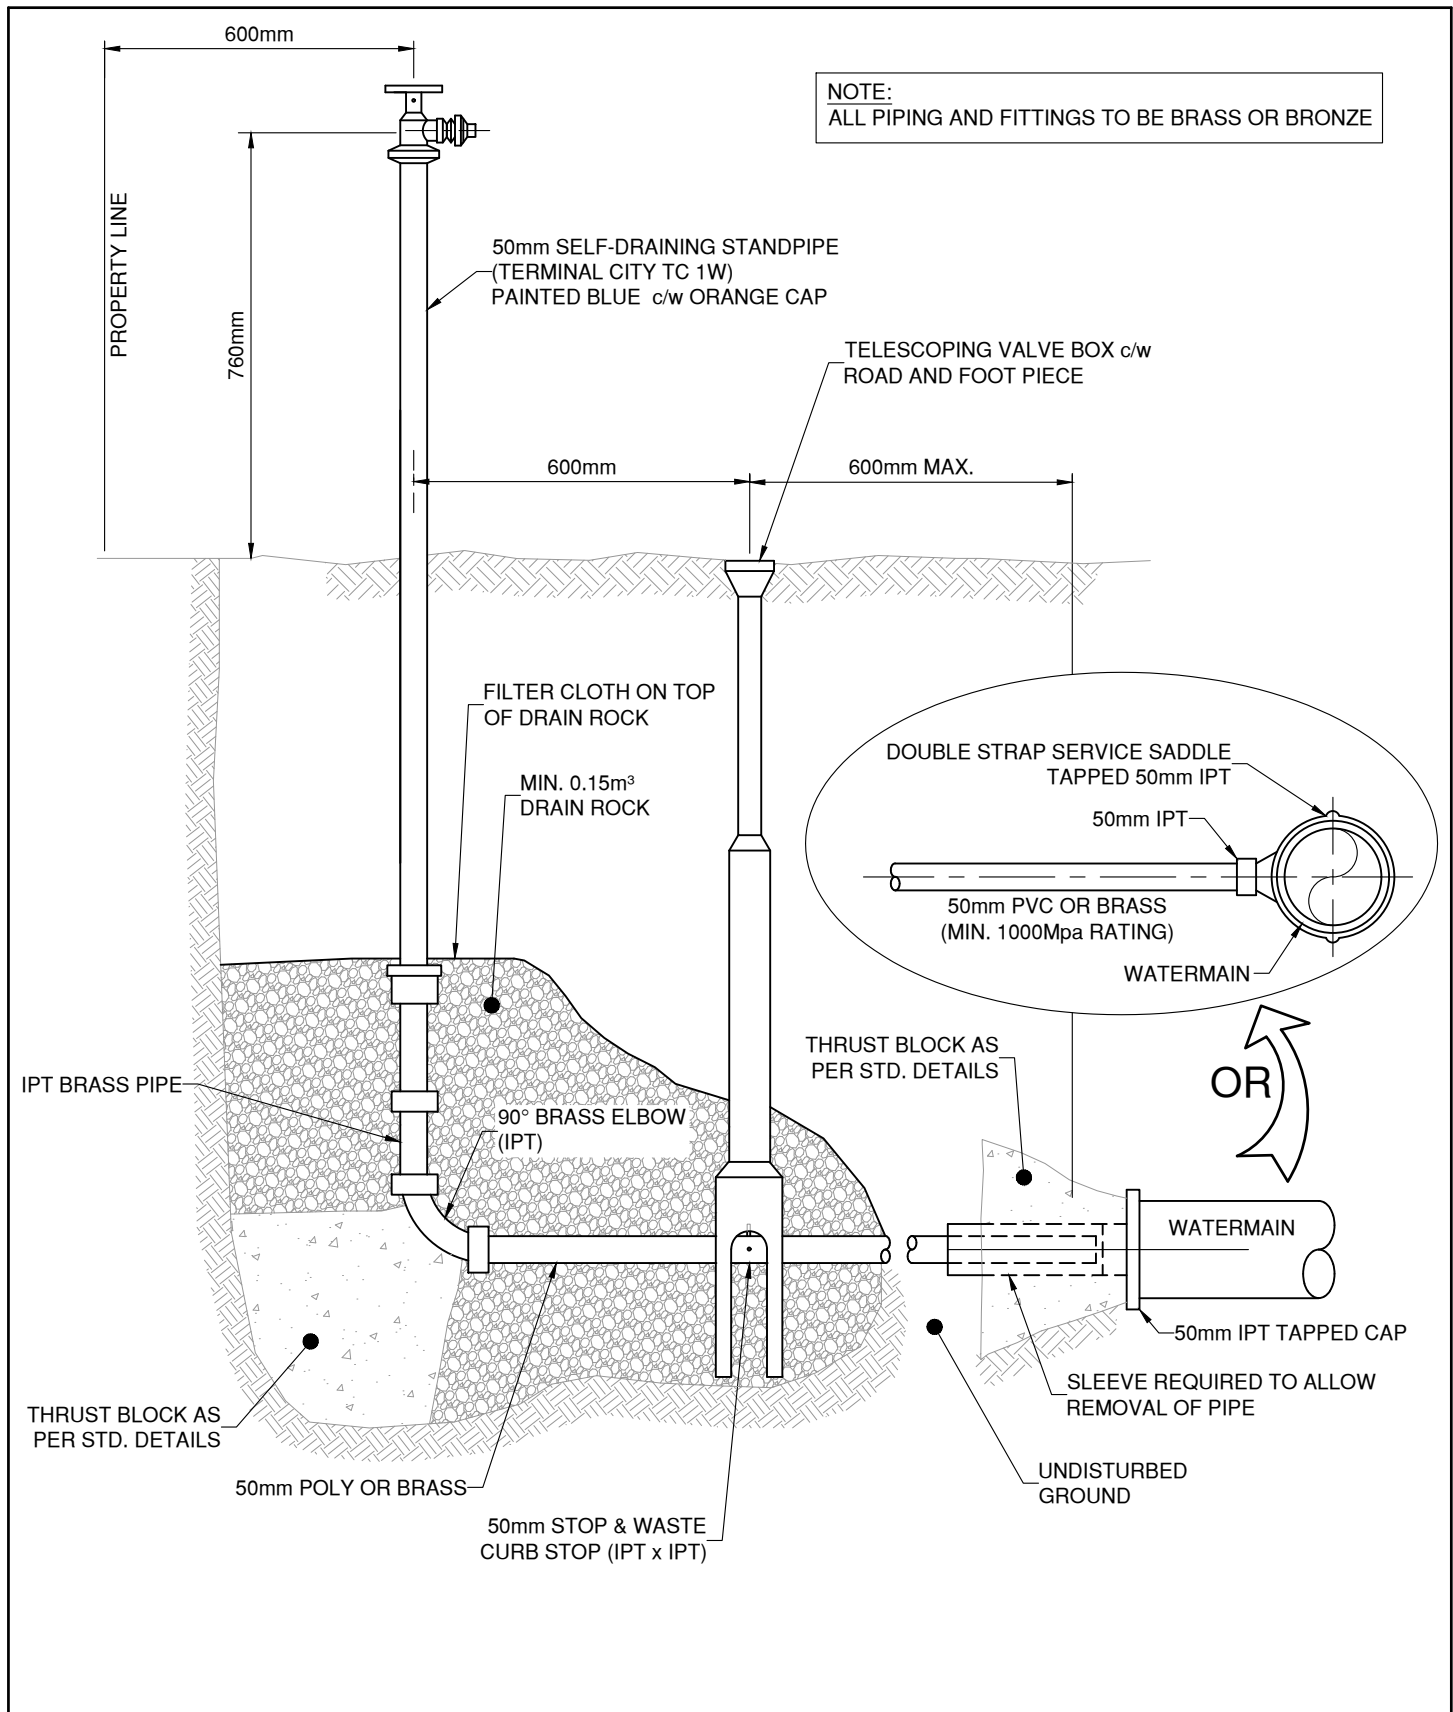 600mm
NOTE:
ALL PIPING AND FITTINGS TO BE BRASS OR BRONZE
PROPERTY LINE
760mm
50mm SELF-DRAINING STANDPIPE
(TERMINAL CITY TC 1W)
PAINTED BLUE c/w ORANGE CAP
TELESCOPING VALVE BOX c/w
ROAD AND FOOT PIECE
600mm
600mm MAX.
FILTER CLOTH ON TOP
OF DRAIN ROCK
MIN. 0.15m³
DRAIN ROCK
DOUBLE STRAP SERVICE SADDLE
TAPPED 50mm IPT
50mm IPT
50mm PVC OR BRASS
(MIN. 1000Mpa RATING)
WATERMAIN
THRUST BLOCK AS
PER STD. DETAILS
OR
IPT BRASS PIPE
90° BRASS ELBOW
(IPT)
WATERMAIN
50mm IPT TAPPED CAP
SLEEVE REQUIRED TO ALLOW
REMOVAL OF PIPE
THRUST BLOCK AS
PER STD. DETAILS
50mm POLY OR BRASS
UNDISTURBED
GROUND
50mm STOP & WASTE
CURB STOP (IPT x IPT)